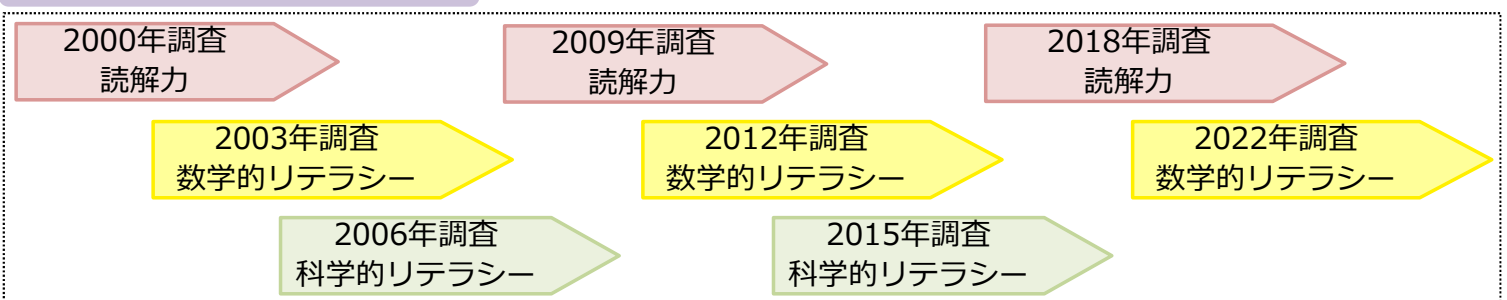 2000年調査
読解力
2009年調査
読解力
2018年調査
読解力
2003年調査
数学的リテラシー
2012年調査
数学的リテラシー
2022年調査
数学的リテラシー
2006年調査
科学的リテラシー
2015年調査
科学的リテラシー